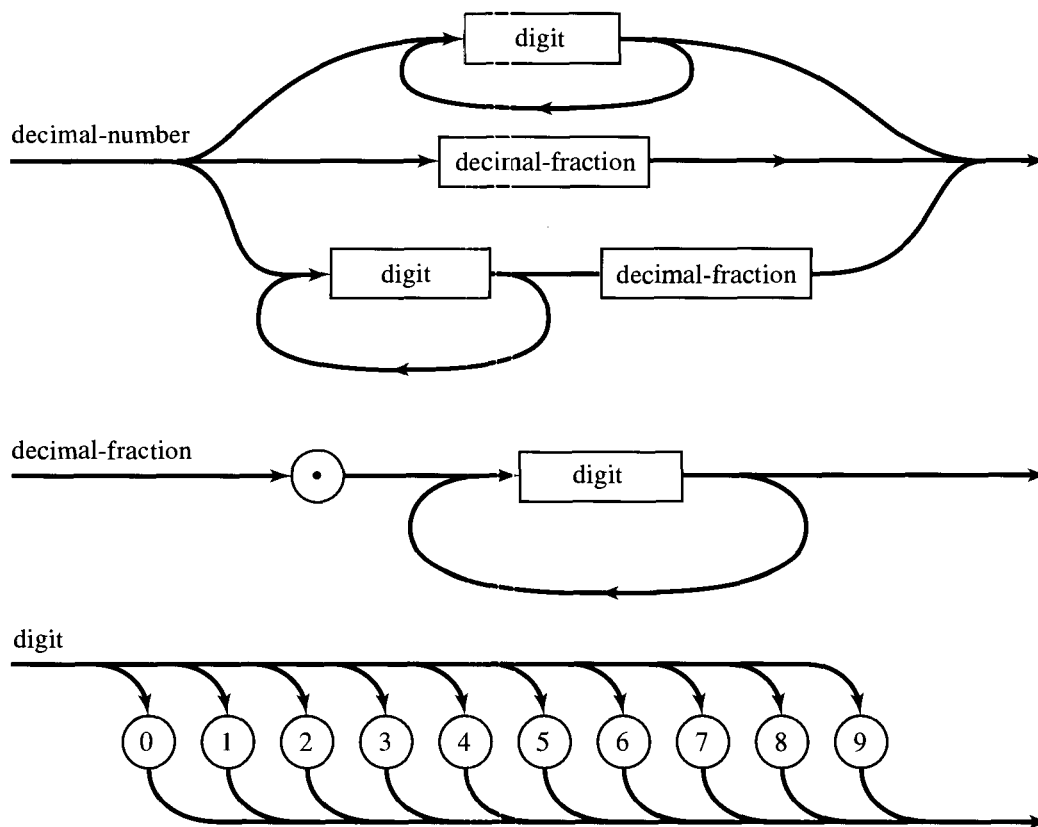 digit
decimal-number
decimal-fraction
digit
decimal-fraction
decimal-fraction
.
digit
digit
0 1 2 3 4 5 6 7 8 9